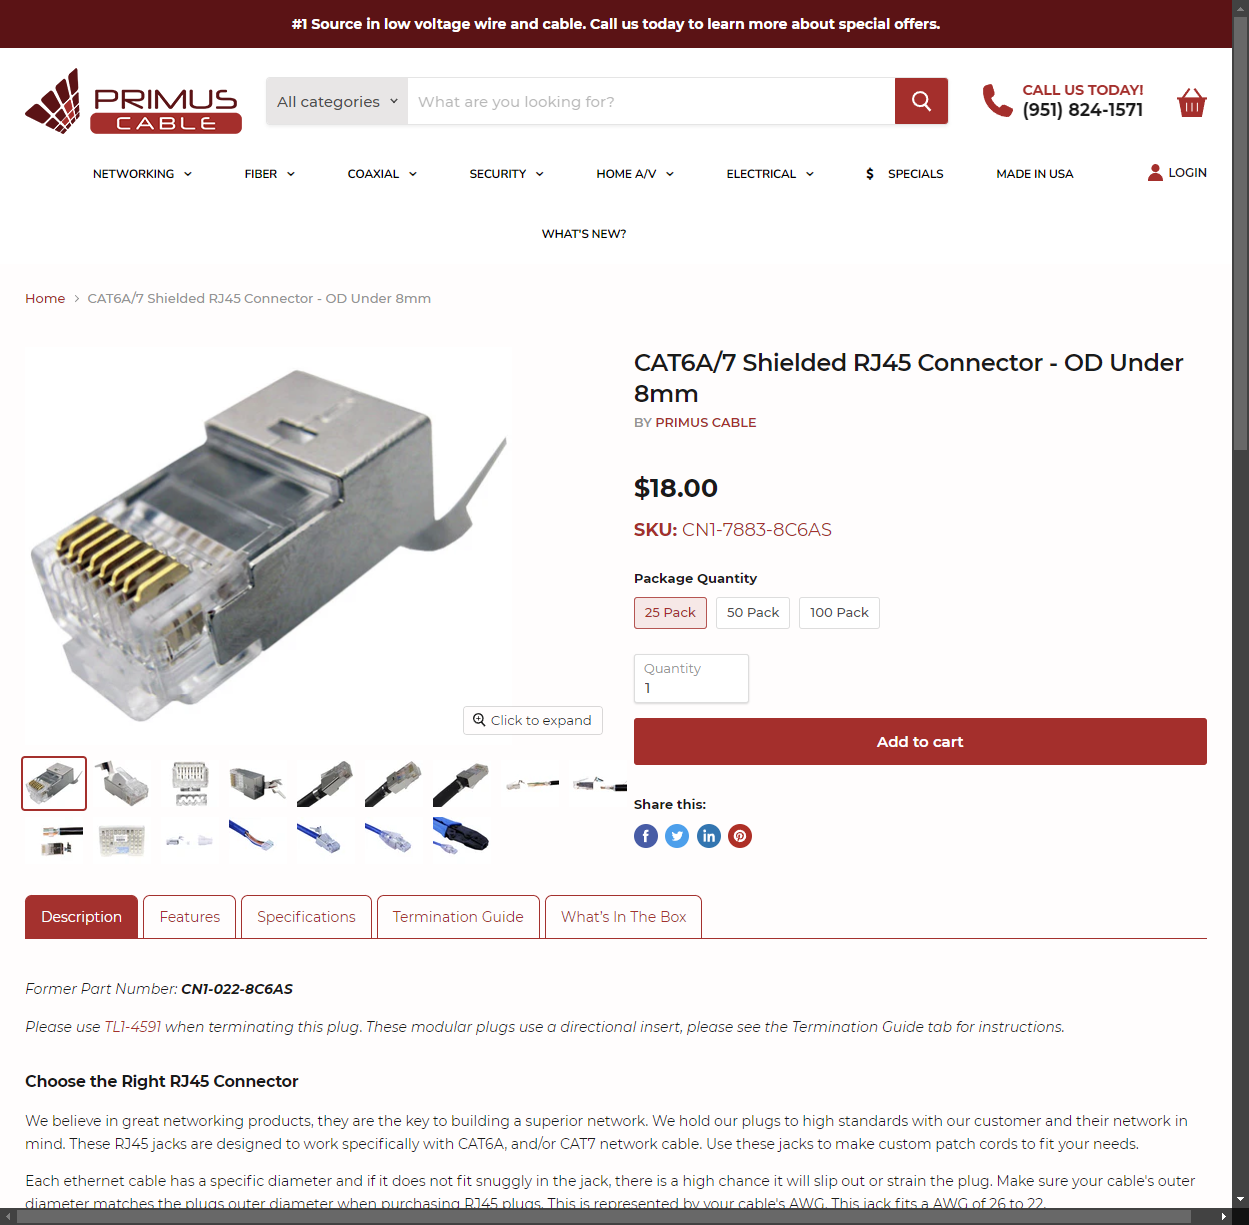 #1 Source in low voltage wire and cable. Call us today to learn more about special offers.
PRIMUS
CABLE
All categories
What are you looking for?
CALL US TODAY!
(951) 824-1571
NETWORKING
FIBER
COAXIAL
SECURITY
HOME A/V
ELECTRICAL
$ SPECIALS
MADE IN USA
LOGIN
WHAT'S NEW?
Home > CAT6A/7 Shielded RJ45 Connector - OD Under 8mm
CAT6A/7 Shielded RJ45 Connector - OD Under
8mm
BY PRIMUS CABLE
$18.00
SKU: CN1-7883-8C6AS
Package Quantity
25 Pack
50 Pack
100 Pack
Quantity
1
Click to expand
Add to cart
Share this:
Description
Features
Specifications
Termination Guide
What's In The Box
Former Part Number: CN1-022-8C6AS
Please use TL1-4591 when terminating this plug. These modular plugs use a directional insert, please see the Termination Guide tab for instructions.
Choose the Right RJ45 Connector
We believe in great networking products, they are the key to building a superior network. We hold our plugs to high standards with our customer and their network in
mind. These RJ45 jacks are designed to work specifically with CAT6A, and/or CAT7 network cable. Use these jacks to make custom patch cords to fit your needs.
Each ethernet cable has a specific diameter and if it does not fit snuggly in the jack, there is a high chance it will slip out or strain the plug. Make sure your cable's outer
diameter matches the plugs outer diameter when purchasing RJ45 plugs. This is represented by your cable's AWG. This jack fits a AWG of 26 to 22.